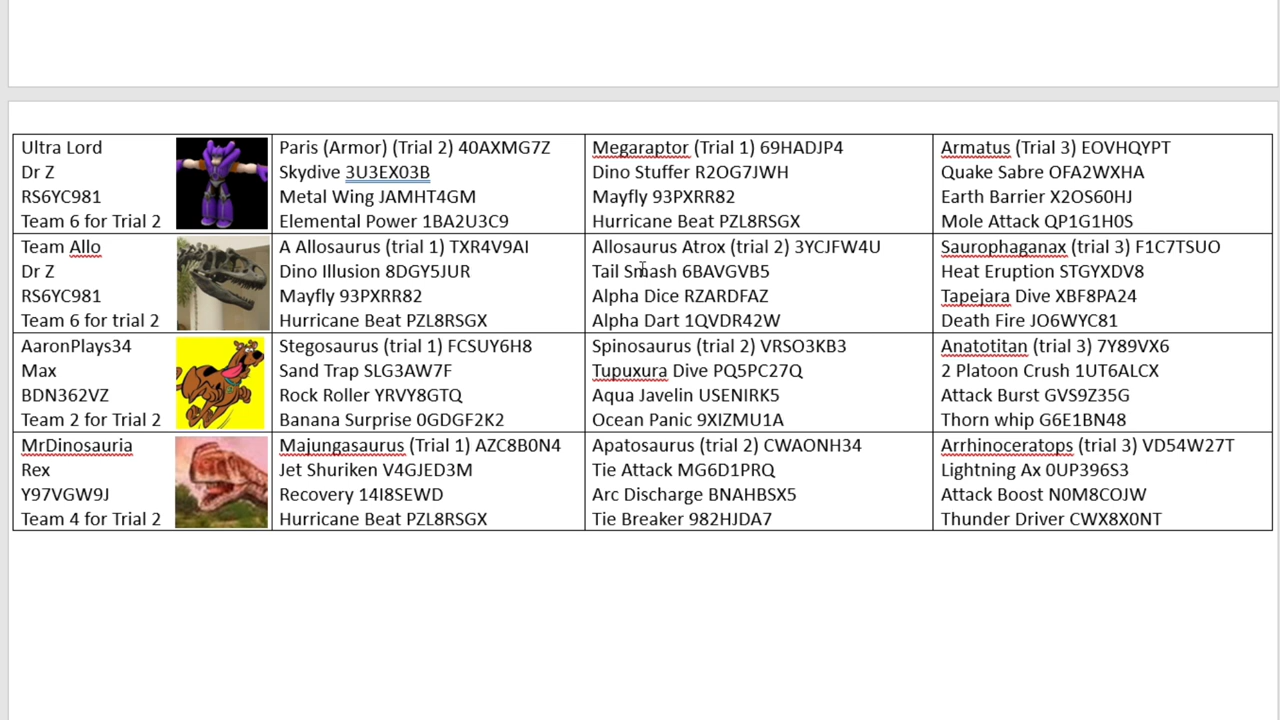 Ultra Lord
Dr Z
RS6YC981
Team 6 for Trial 2
Paris (Armor) (Trial 2) 40AXMG7Z
Skydive 3U3EX03B
Metal Wing JAMHT4GM
Elemental Power 1BA2U3C9
Megaraptor (Trial 1) 69HADJP4
Dino Stuffer R2OG7JWH
Mayfly 93PXRR82
Hurricane Beat PZL8RSGX
Armatus (Trial 3) EOVHQYPT
Quake Sabre OFA2WXHA
Earth Barrier X2OS60HJ
Mole Attack QP1G1H0S
Team Allo
Dr Z
RS6YC981
Team 6 for trial 2
A Allosaurus (trial 1) TXR4V9AI
Dino Illusion 8DGY5JUR
Mayfly 93PXRR82
Hurricane Beat PZL8RSGX
Allosaurus Atrox (trial 2) 3YCJFW4U
Tail Smash 6BAVGVB5
Alpha Dice RZARDFAZ
Alpha Dart 1QVDR42W
Saurophaganax (trial 3) F1C7TSUO
Heat Eruption STGYXDV8
Tapejara Dive XBF8PA24
Death Fire JO6WYC81
AaronPlays34
Max
BDN362VZ
Team 2 for Trial 2
Stegosaurus (trial 1) FCSUY6H8
Sand Trap SLG3AW7F
Rock Roller YRVY8GTQ
Banana Surprise 0GDGF2K2
Spinosaurus (trial 2) VRSO3KB3
Tupuxura Dive PQ5PC27Q
Aqua Javelin USENIRK5
Ocean Panic 9XIZMU1A
Anatotitan (trial 3) 7Y89VX6
2 Platoon Crush 1UT6ALCX
Attack Burst GVS9Z35G
Thorn whip G6E1BN48
MrDinosauria
Rex
Y97VGW9J
Team 4 for Trial 2
Majungasaurus (Trial 1) AZC8B0N4
Jet Shuriken V4GJED3M
Recovery 14I8SEWD
Hurricane Beat PZL8RSGX
Apatosaurus (trial 2) CWAONH34
Tie Attack MG6D1PRQ
Arc Discharge BNAHBSX5
Tie Breaker 982HJDA7
Arrhinoceratops (trial 3) VD54W27T
Lightning Ax 0UP396S3
Attack Boost N0M8COJW
Thunder Driver CWX8X0NT